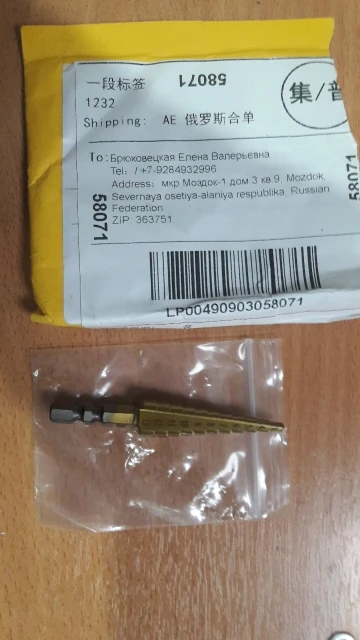 一段标签 58071
1232
集/普
Shipping: AE 俄罗斯合单
To: Брюховецкая Елена Валерьевна
Tel: /+7-9284932996
Address: мкр Моздок-1 дом 3 кв 9, Mozdok,
Severnaya osetiya-alaniya respublika, Russian
Federation
ZIP: 363751
58071
58071
LP00490903058071